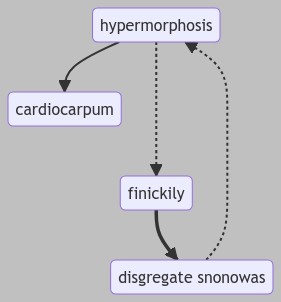 hypermorphosis
cardiocarpum
finickily
disgregate snonowas